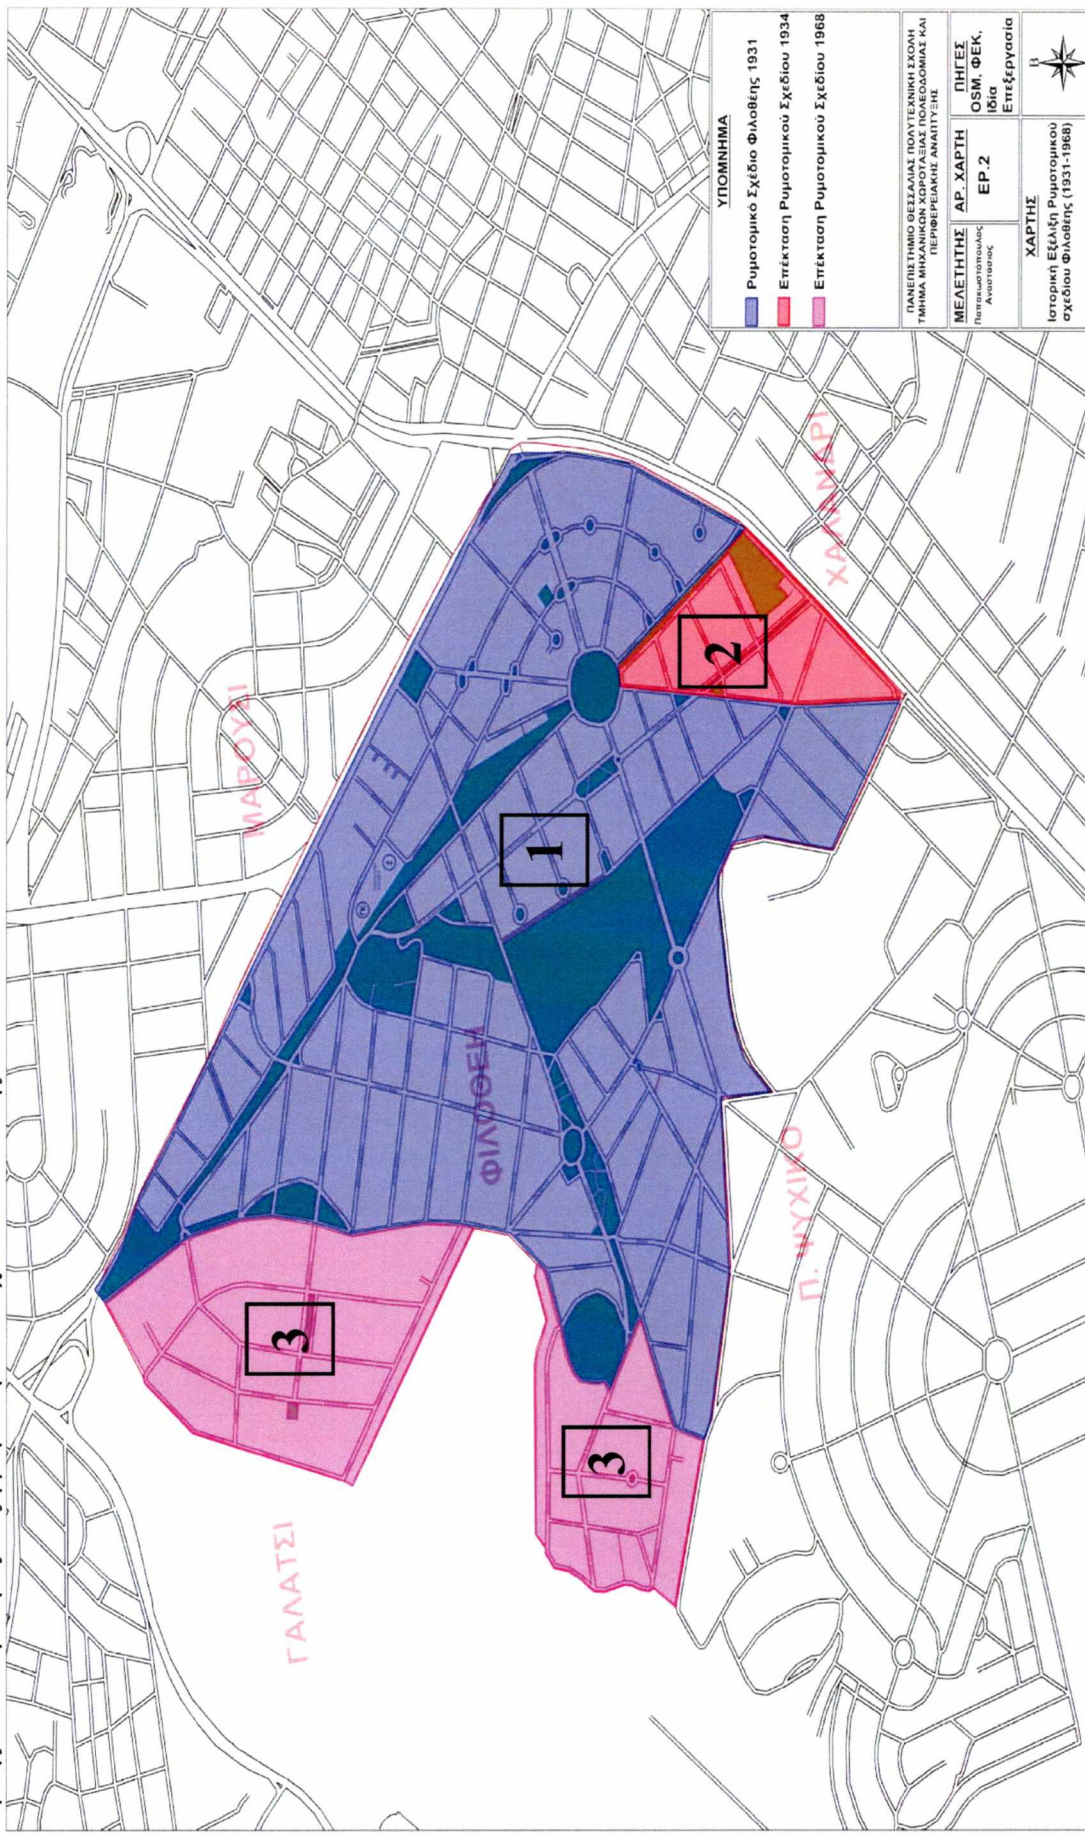 ΜΑΡΟΥΣΙ
ΓΑΛΑΤΣΙ
ΦΙΛΟΘΕΗ
Π. ΨΥΧΙΚΟ
ΧΑΛΑΝΔΡΙ
1
2
3
3
ΥΠΟΜΝΗΜΑ
Ρυμοτομικό Σχέδιο Φιλοθέης 1931
Επέκταση Ρυμοτομικού Σχεδίου 1934
Επέκταση Ρυμοτομικού Σχεδίου 1968
ΠΑΝΕΠΙΣΤΗΜΙΟ ΘΕΣΣΑΛΙΑΣ ΠΟΛΥΤΕΧΝΙΚΗ ΣΧΟΛΗ
ΤΜΗΜΑ ΜΗΧΑΝΙΚΩΝ ΧΩΡΟΤΑΞΙΑΣ ΠΟΛΕΟΔΟΜΙΑΣ ΚΑΙ
ΠΕΡΙΦΕΡΕΙΑΚΗΣ ΑΝΑΠΤΥΞΗΣ
ΜΕΛΕΤΗΤΗΣ
Παπακωστόπουλος
Αναστάσιος
ΑΡ. ΧΑΡΤΗ
ΕΡ.2
ΠΗΓΕΣ
OSM, ΦΕΚ,
Ιδία
Επεξεργασία
ΧΑΡΤΗΣ
Ιστορική Εξέλιξη Ρυμοτομικού
σχεδίου Φιλοθέης (1931-1968)
Β